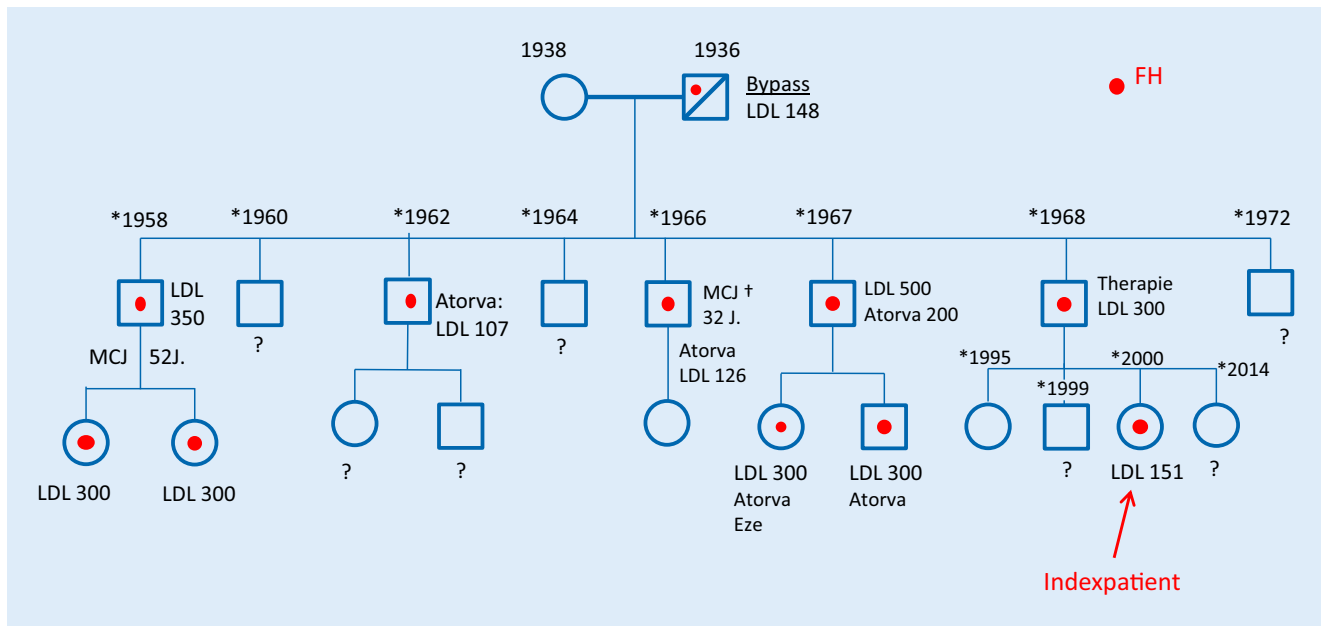 1938
1936
FH
Bypass
LDL 148
*1958
*1960
*1962
*1964
*1966
*1967
*1968
*1972
LDL
350
?
Atorva:
LDL 107
?
MCJ †
32 J.
LDL 500
Atorva 200
Therapie
LDL 300
?
MCJ 52J.
Atorva
LDL 126
*1995
*1999
*2000
*2014
LDL 300
LDL 300
?
?
LDL 300
Atorva
Eze
LDL 300
Atorva
?
LDL 151
?
Indexpatient